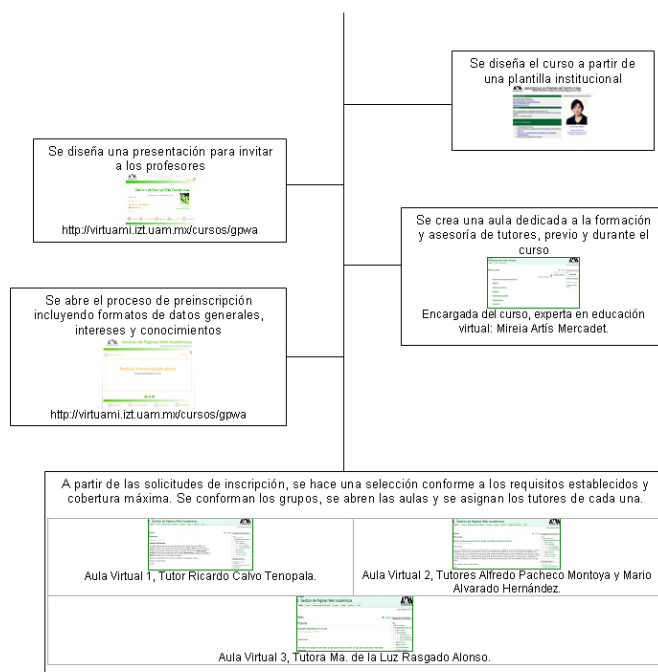 Se diseña el curso a partir de
una plantilla institucional
Se diseña una presentación para invitar
a los profesores
http://virtuami.izt.uam.mx/cursos/gpwa
Se crea una aula dedicada a la formación
y asesoría de tutores, previo y durante el
curso
Encargada del curso, experta en educación
virtual: Mireia Artís Mercadet.
Se abre el proceso de preinscripción
incluyendo formatos de datos generales,
intereses y conocimientos
Gestión de Páginas Web Académicas
http://virtuami.izt.uam.mx/cursos/gpwa
A partir de las solicitudes de inscripción, se hace una selección conforme a los requisitos establecidos y
cobertura máxima. Se conforman los grupos, se abren las aulas y se asignan los tutores de cada una.
Aula Virtual 1, Tutor Ricardo Calvo Tenopala.
Aula Virtual 2, Tutores Alfredo Pacheco Montoya y Mario
Alvarado Hernández.
Aula Virtual 3, Tutora Ma. de la Luz Rasgado Alonso.